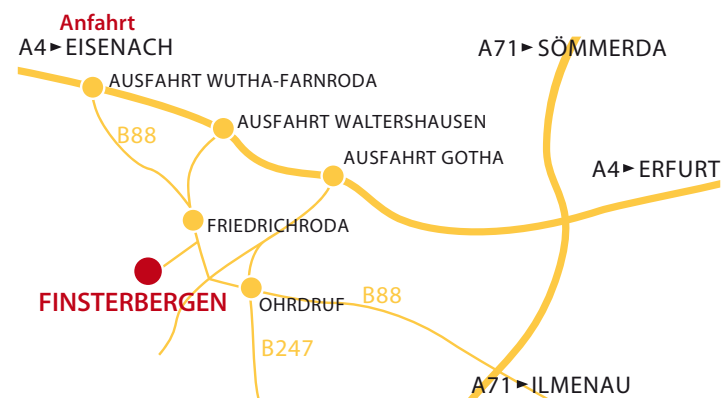 Anfahrt
A4►EISENACH
A71►SÖMMERDA
AUSFAHRT WUTHA-FARNRODA
AUSFAHRT WALTERSHAUSEN
B88
AUSFAHRT GOTHA
A4►ERFURT
FRIEDRICHRODA
FINSTERBERGEN
OHRDRUF
B88
B247
A71►ILMENAU